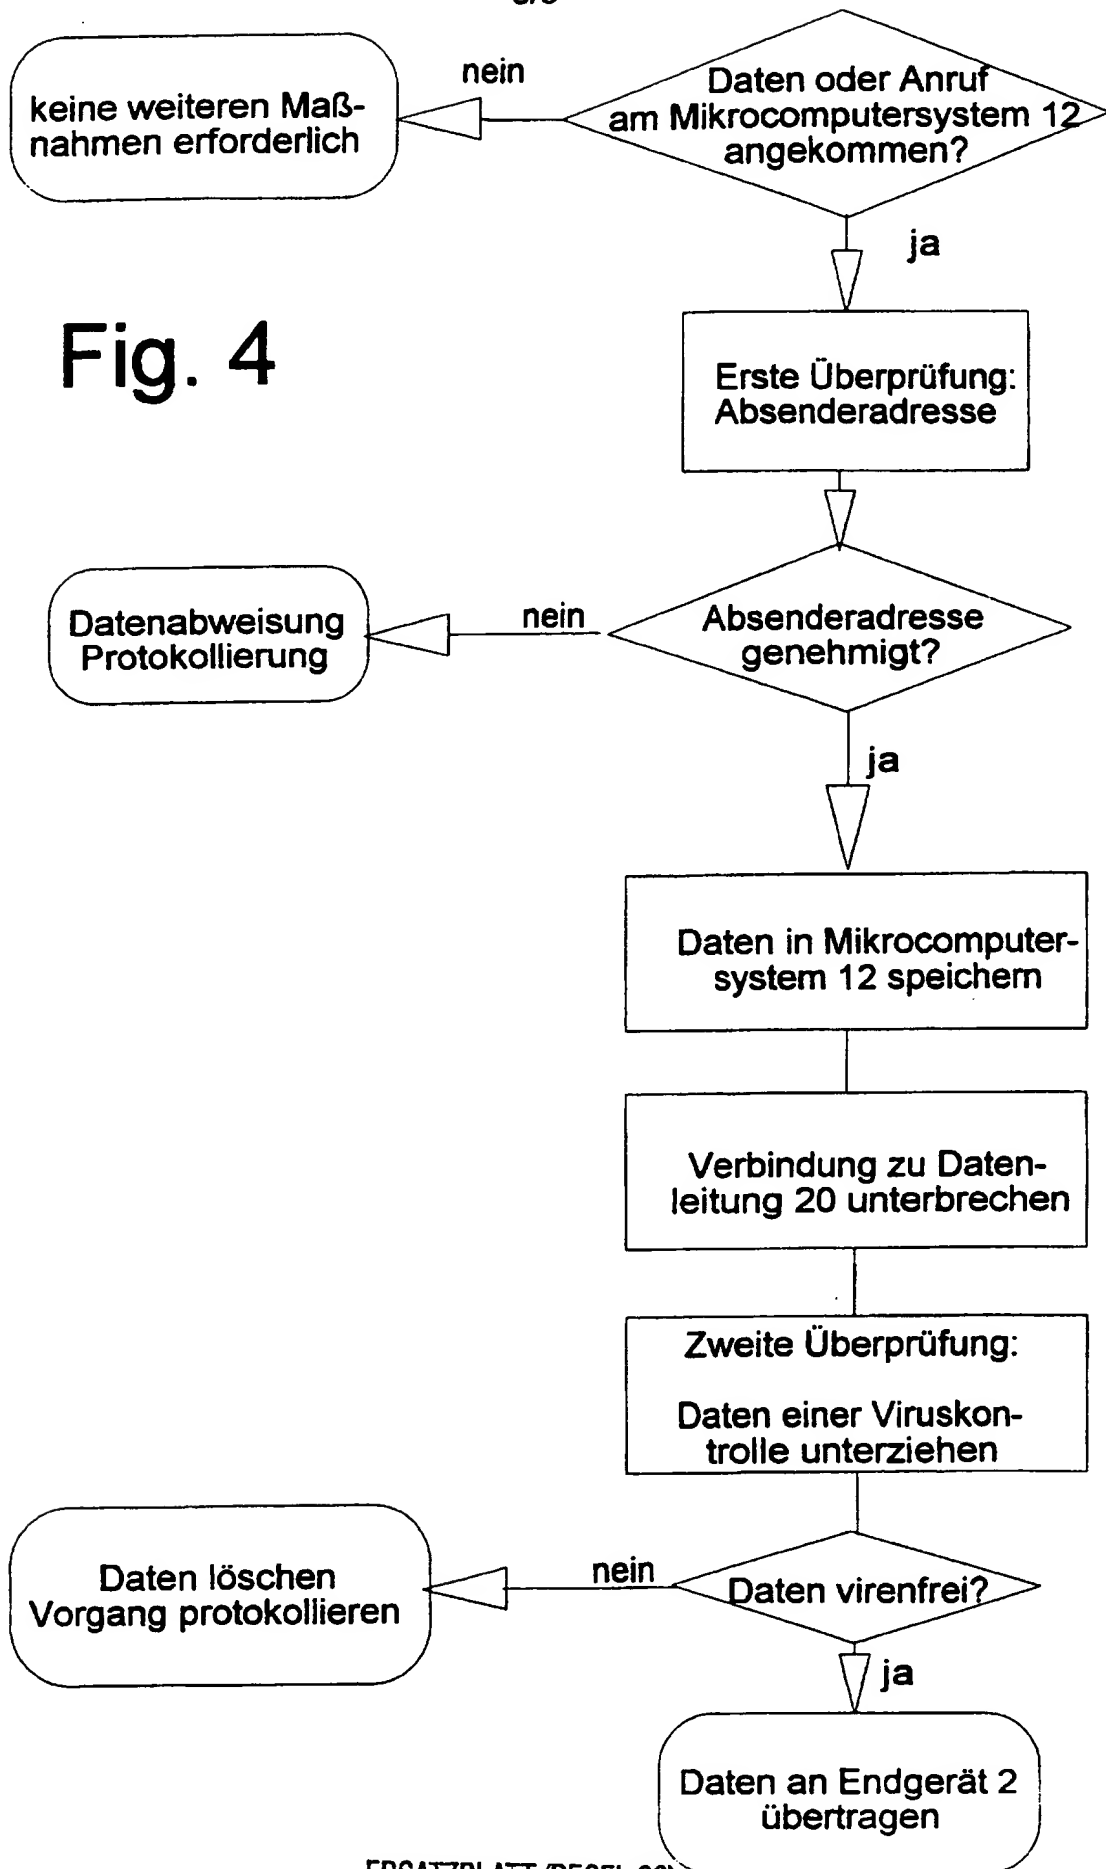 nein
Daten oder Anruf
am Mikrocomputersystem 12
angekommen?
keine weiteren Maß-
nahmen erforderlich
ja
Fig. 4
Erste Überprüfung:
Absenderadresse
nein
Absenderadresse
genehmigt?
Datenabweisung
Protokollierung
ja
Daten in Mikrocomputer-
system 12 speichern
Verbindung zu Daten-
leitung 20 unterbrechen
Zweite Überprüfung:
Daten einer Viruskon-
trolle unterziehen
nein
Daten virenfrei?
Daten löschen
Vorgang protokollieren
ja
Daten an Endgerät 2
übertragen